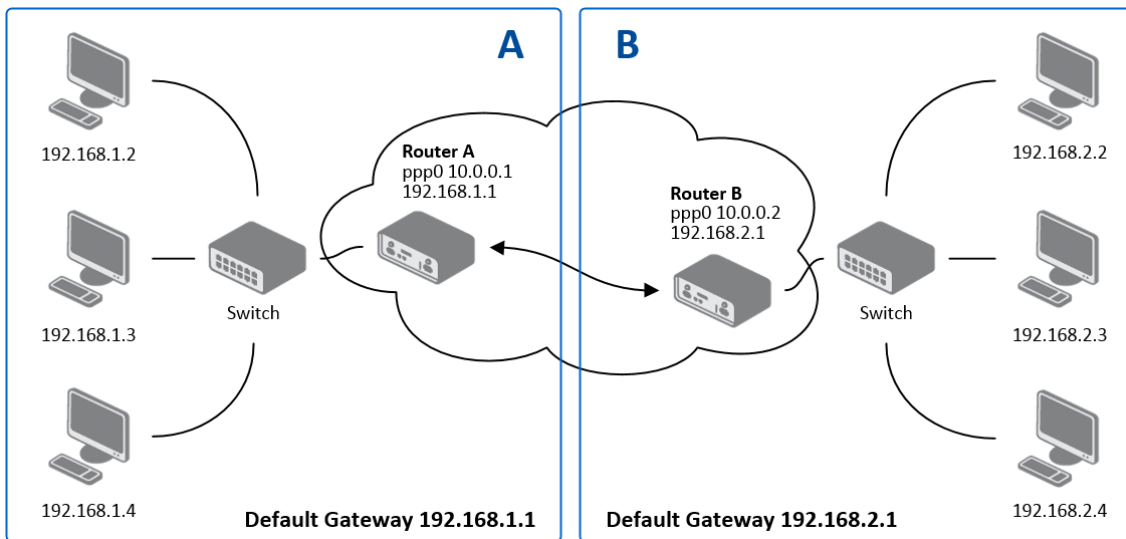 A
192.168.1.2
192.168.1.3
192.168.1.4
Switch
Router A
ppp0 10.0.0.1
192.168.1.1
Default Gateway 192.168.1.1
B
Router B
ppp0 10.0.0.2
192.168.2.1
Switch
192.168.2.2
192.168.2.3
192.168.2.4
Default Gateway 192.168.2.1